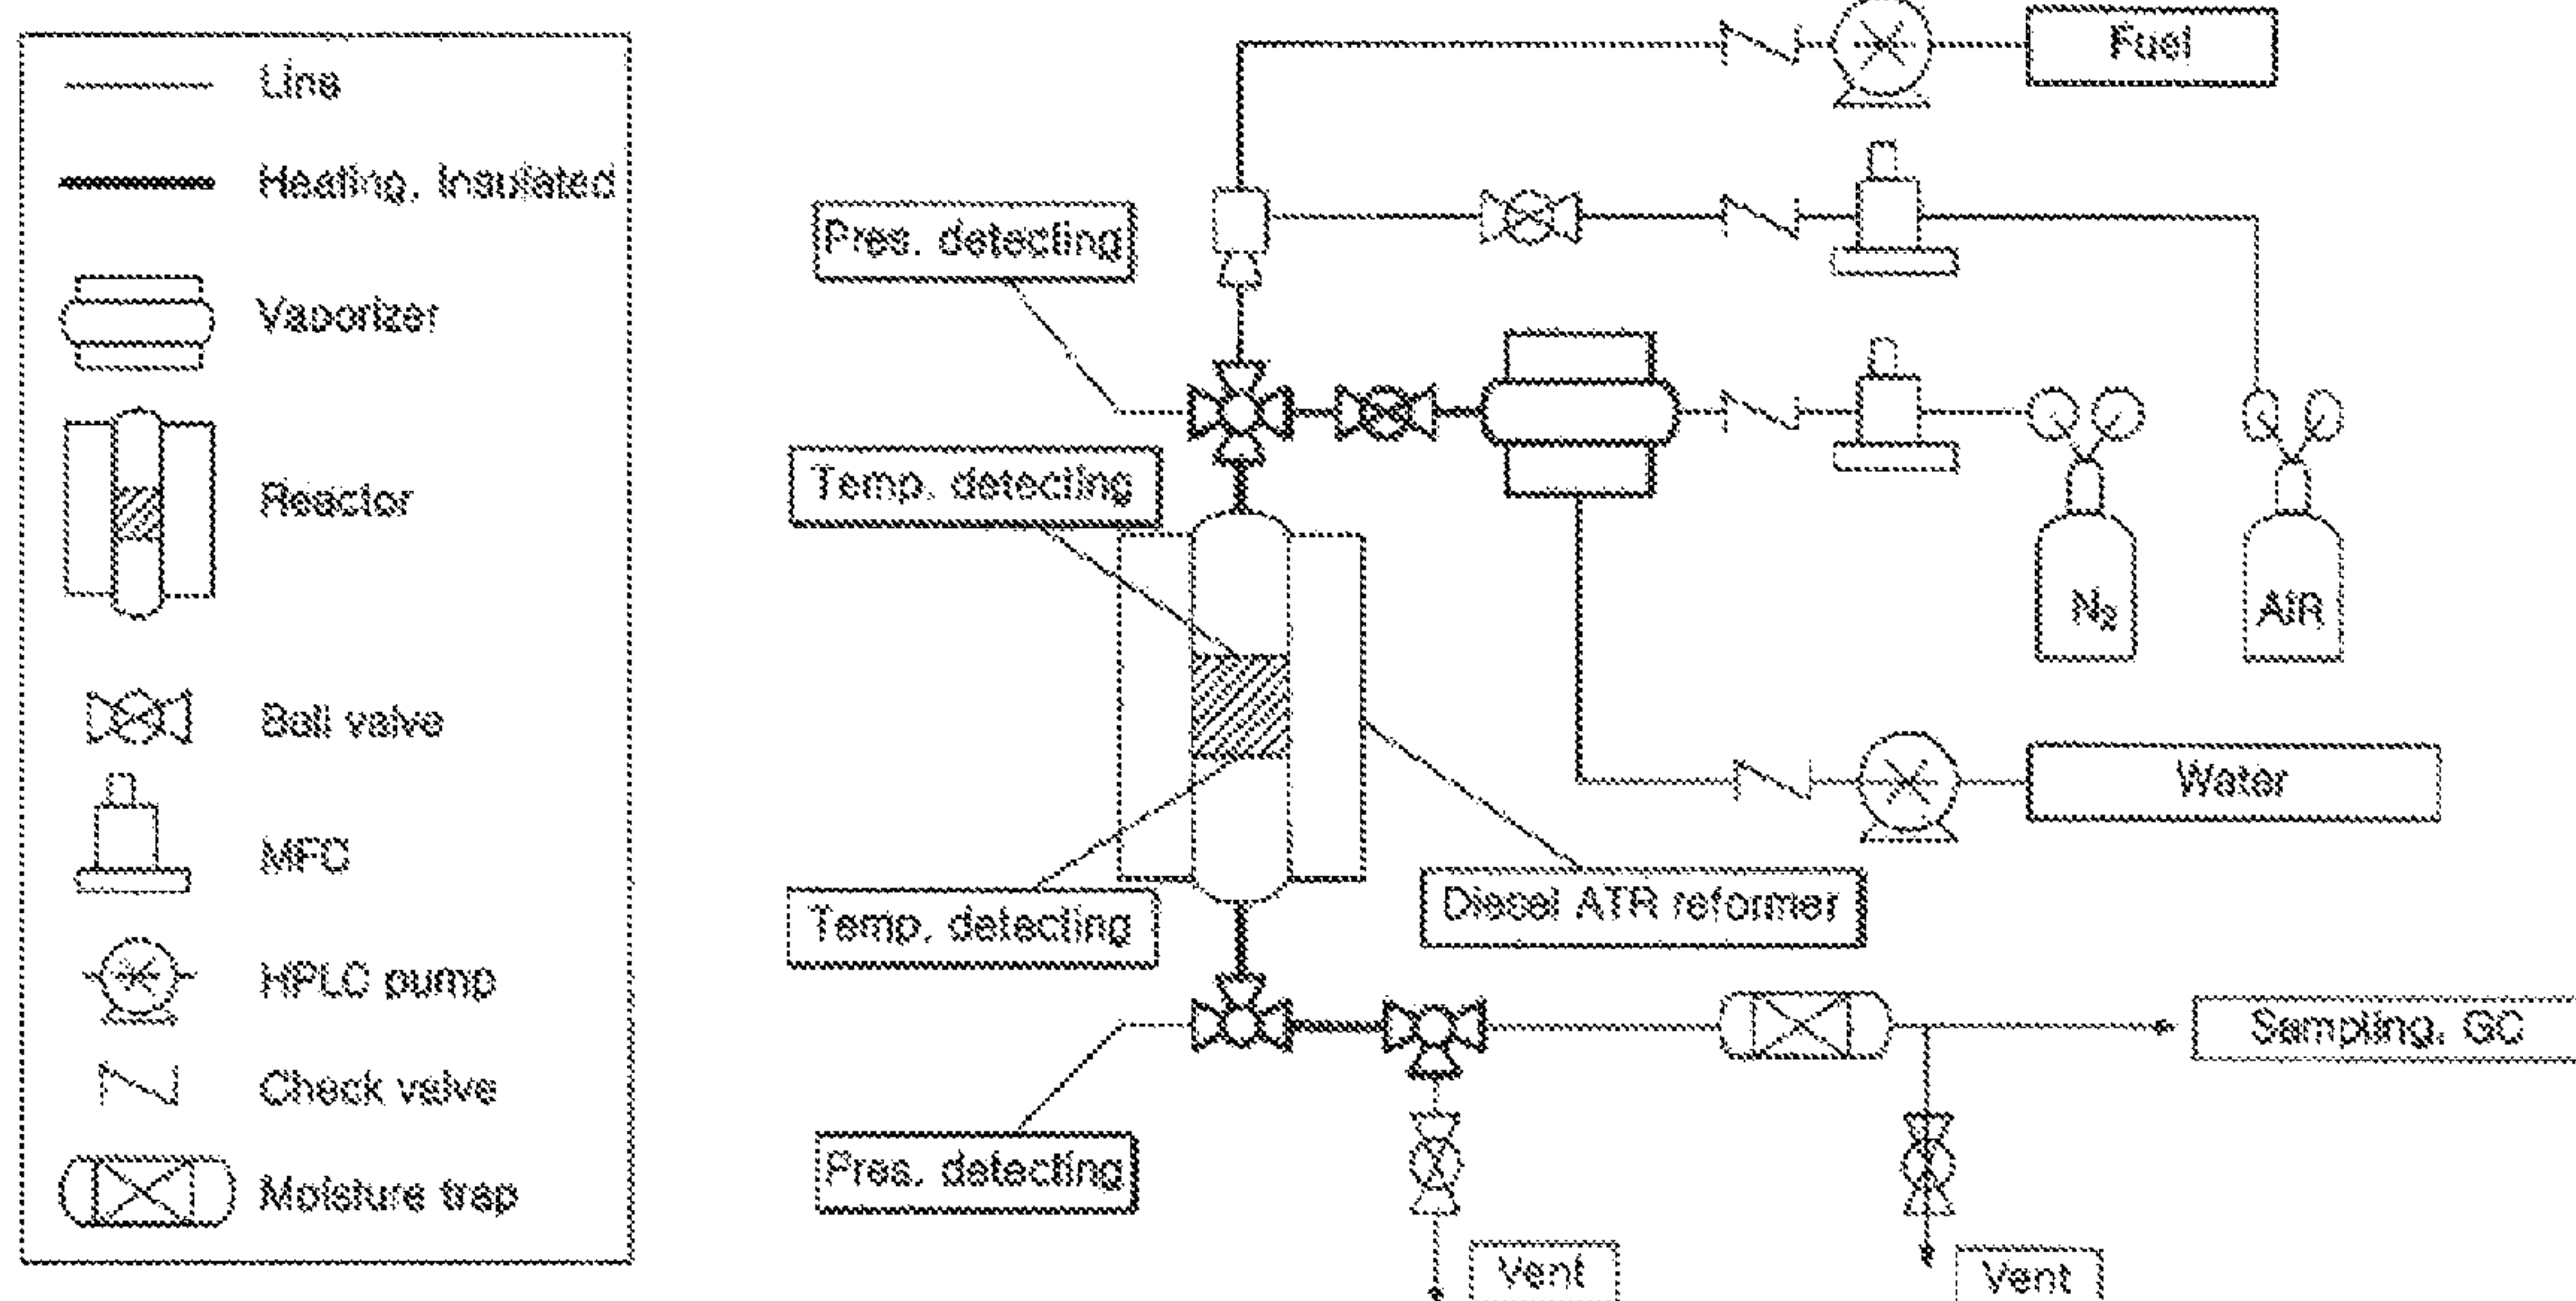 Line
Heating, Insulated
Vaporizer
Reactor
Ball valve
MFC
HPLC pump
Check valve
Moisture trap
Fuel
Pres. detecting
Temp. detecting
N₂
AIR
Water
Diesel ATR reformer
Temp. detecting
Sampling, GC
Pres. detecting
Vent
Vent